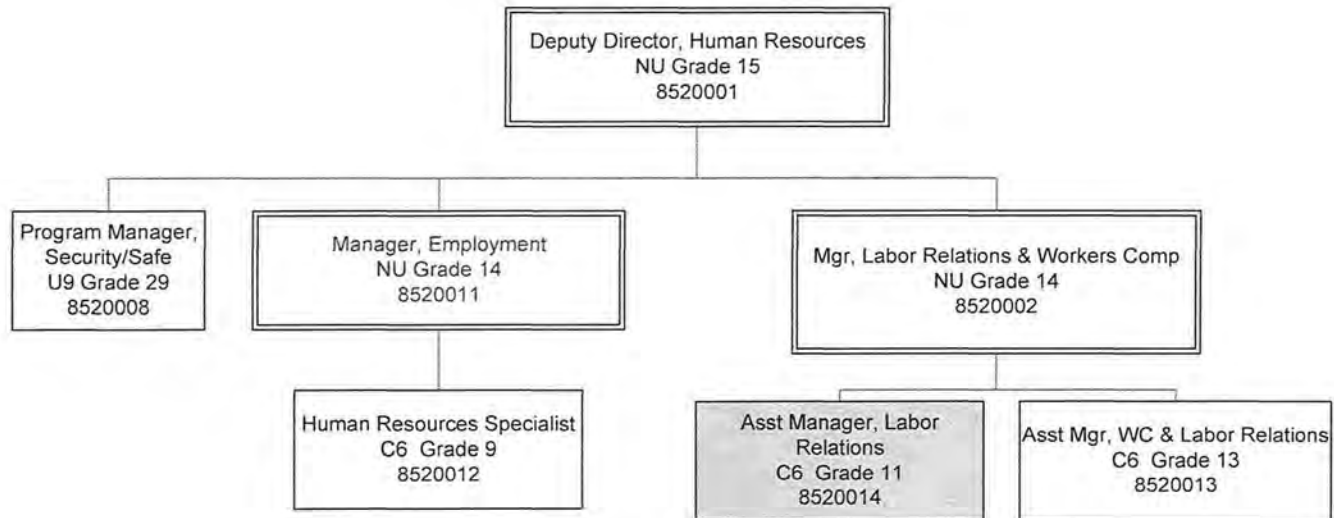 Deputy Director, Human Resources
NU Grade 15
8520001
Program Manager,
Security/Safe
U9 Grade 29
8520008
Manager, Employment
NU Grade 14
8520011
Mgr, Labor Relations & Workers Comp
NU Grade 14
8520002
Human Resources Specialist
C6 Grade 9
8520012
Asst Manager, Labor
Relations
C6 Grade 11
8520014
Asst Mgr, WC & Labor Relations
C6 Grade 13
8520013